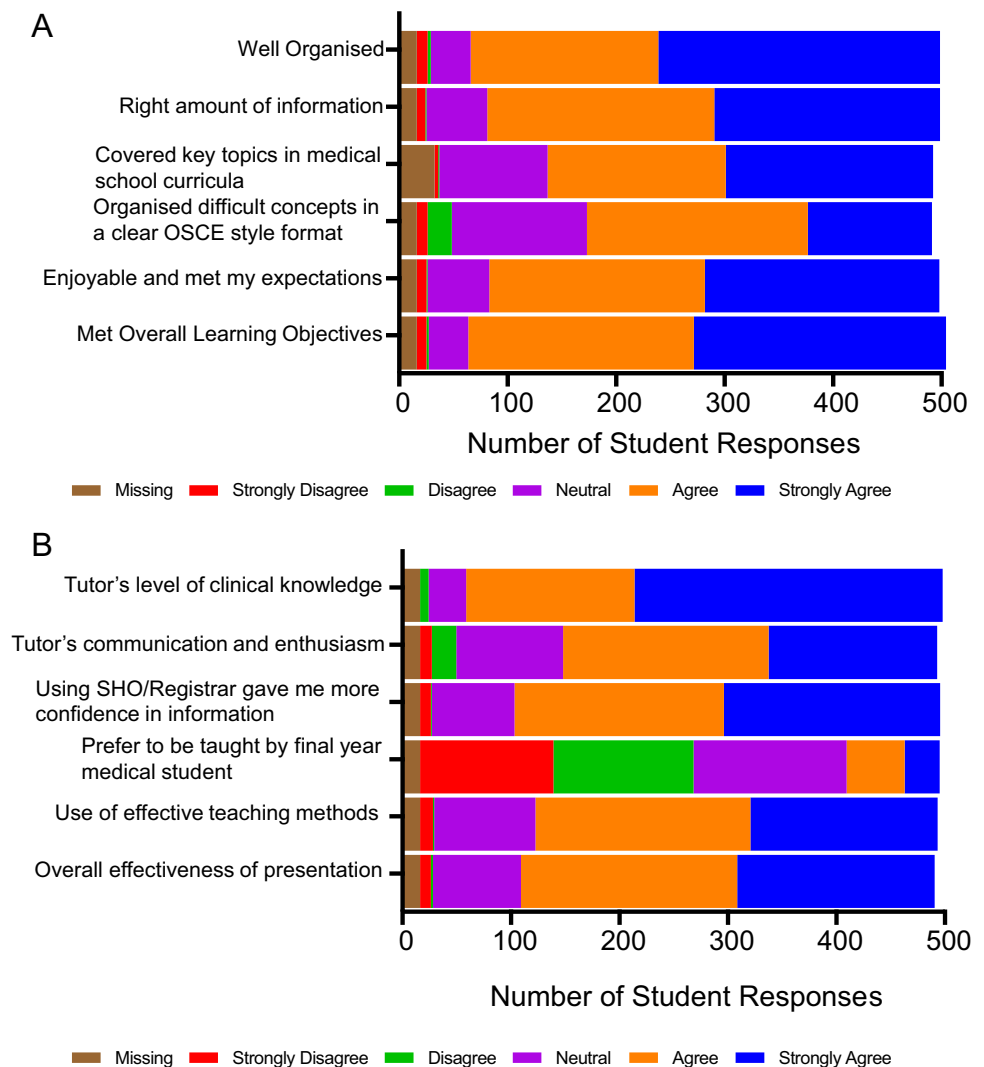 A
Well Organised
Right amount of information
Covered key topics in medical
school curricula
Organised difficult concepts in
a clear OSCE style format
Enjoyable and met my expectations
Met Overall Learning Objectives
0 100 200 300 400 500
Number of Student Responses
Missing Strongly Disagree Disagree Neutral Agree Strongly Agree
B
Tutor's level of clinical knowledge
Tutor's communication and enthusiasm
Using SHO/Registrar gave me more
confidence in information
Prefer to be taught by final year
medical student
Use of effective teaching methods
Overall effectiveness of presentation
0 100 200 300 400 500
Number of Student Responses
Missing Strongly Disagree Disagree Neutral Agree Strongly Agree